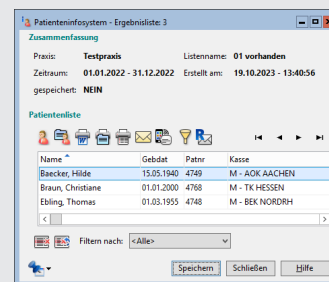 Patienteninfosystem - Ergebnisliste: 3
Zusammenfassung
Praxis: Testpraxis Listenname: 01 vorhanden
Zeitraum: 01.01.2022 - 31.12.2022 Erstellt am: 19.10.2023 - 13:40:56
gespeichert: NEIN
Patientenliste
Name Gebdat Patnr Kasse
Baecker, Hilde 15.05.1940 4749 M - AOK AACHEN
Braun, Christiane 01.01.2000 4768 M - TK HESSEN
Ebling, Thomas 01.03.1955 4748 M - BEK NORDRH
Filtern nach: <Alle>
Speichern Schließen Hilfe